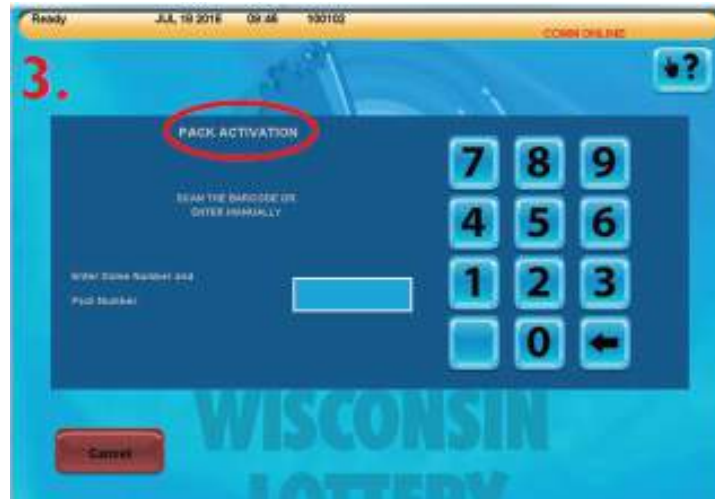 Ready JUL 19 2016 09:46 100102
COMM ONLINE
3.
?
PACK ACTIVATION
7 8 9
SCAN THE BARCODE OR
ENTER MANUALLY
4 5 6
Enter Game Number and
Pack Number
1 2 3
0
Cancel
WISCONSIN
LOTTERY